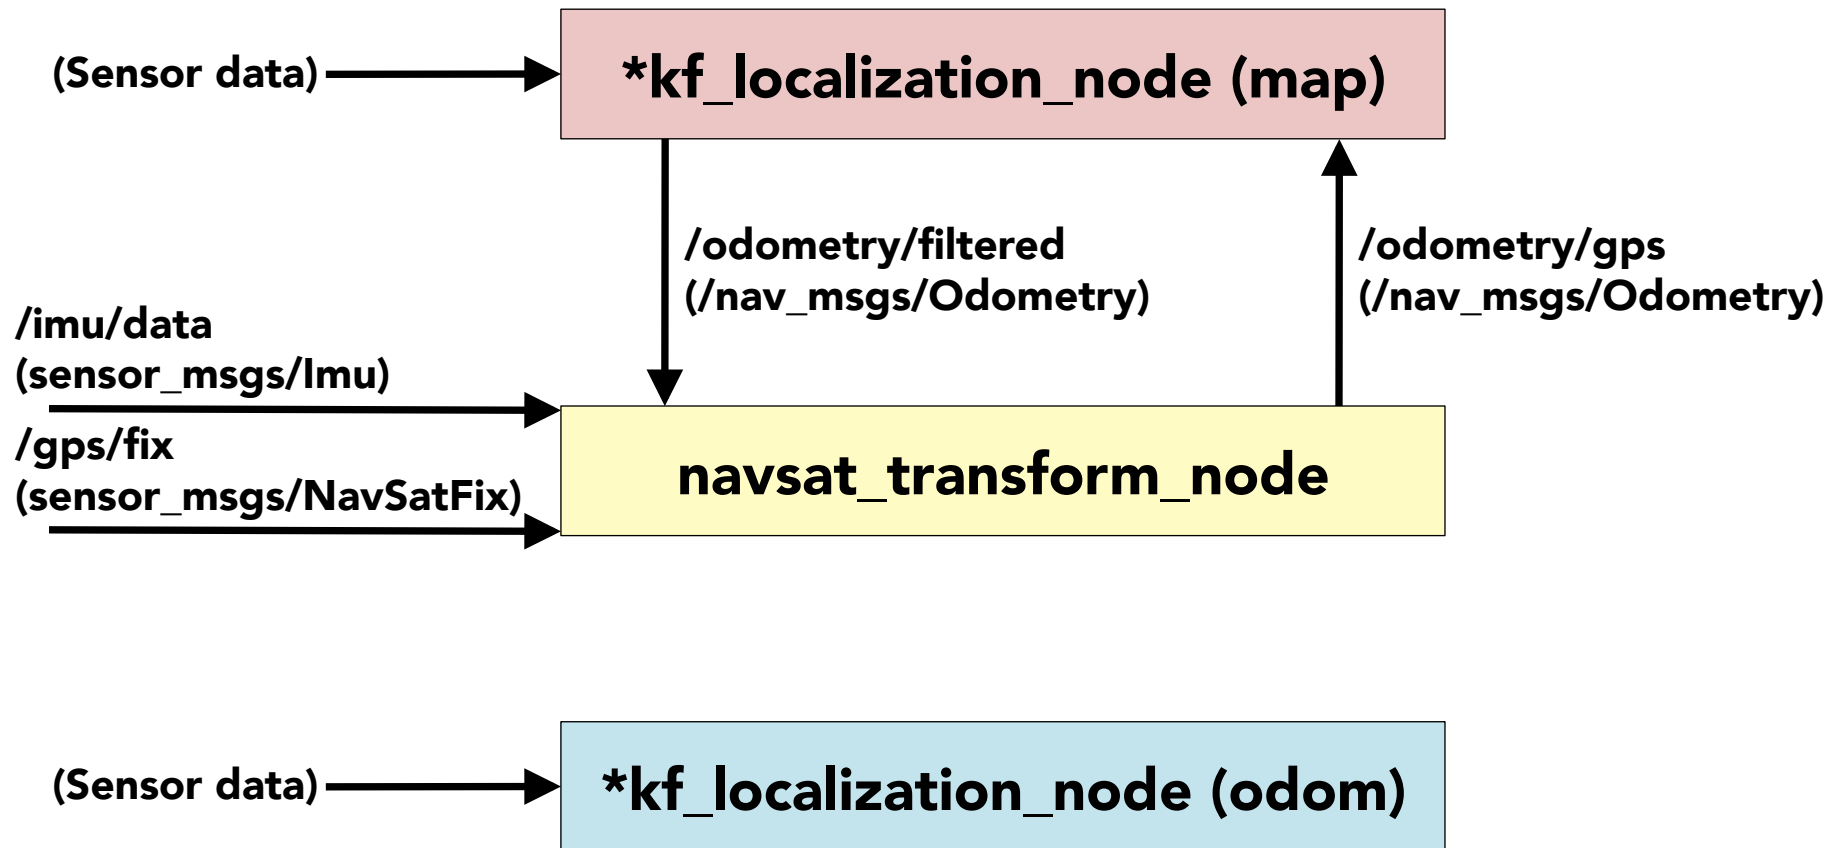 (Sensor data)
*kf_localization_node (map)
/odometry/filtered
(/nav_msgs/Odometry)
/odometry/gps
(/nav_msgs/Odometry)
/imu/data
(sensor_msgs/Imu)
/gps/fix
(sensor_msgs/NavSatFix)
navsat_transform_node
(Sensor data)
*kf_localization_node (odom)